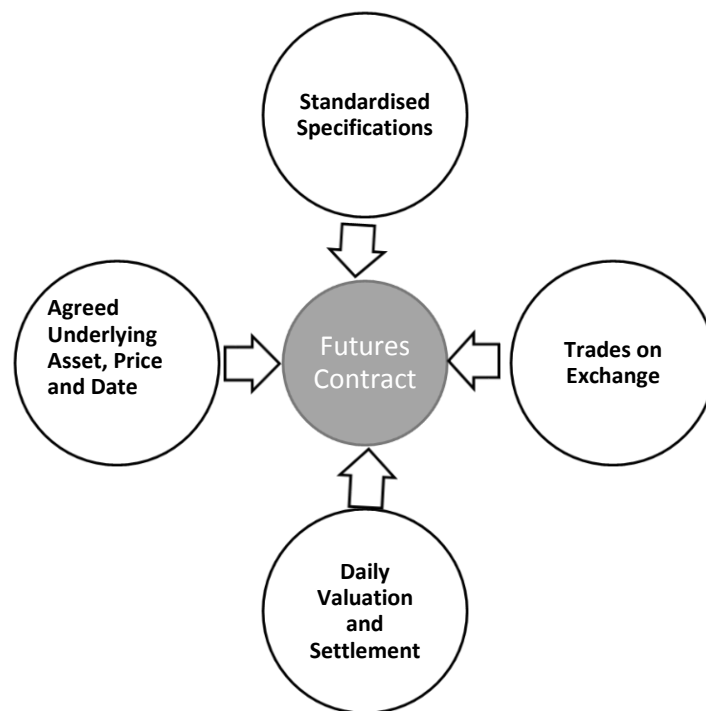 Standardised
Specifications
Agreed
Underlying
Asset, Price
and Date
Futures
Contract
Trades on
Exchange
Daily
Valuation
and
Settlement